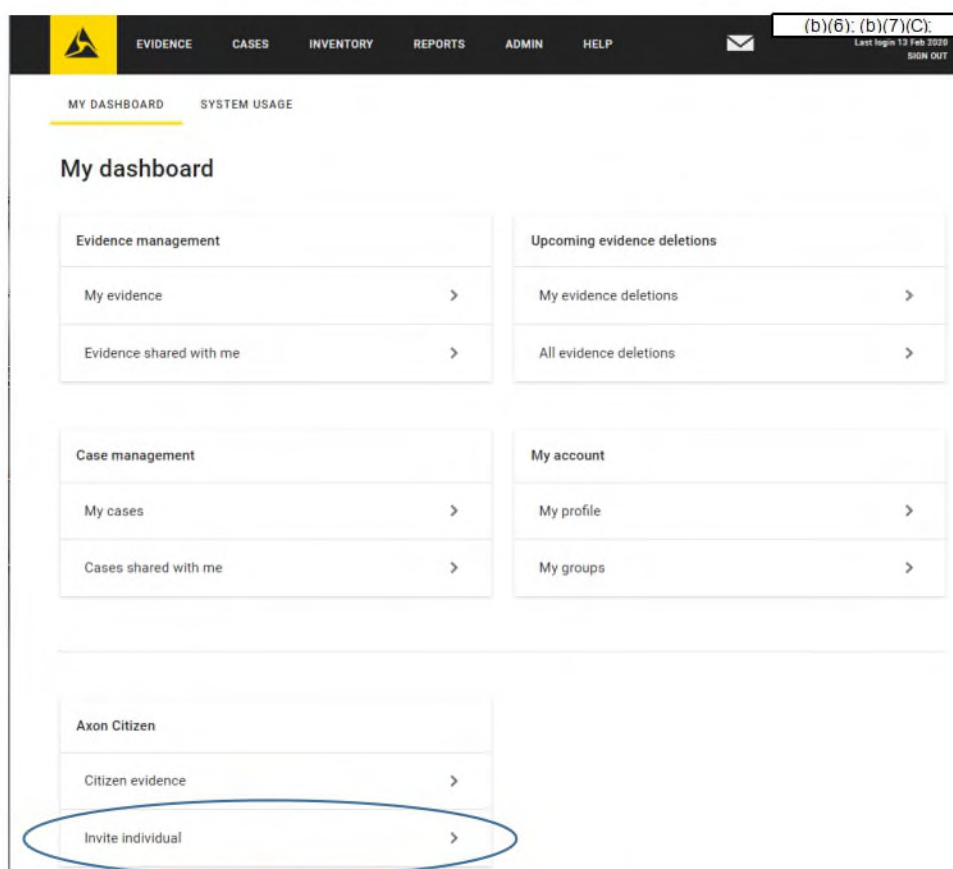 (b)(6); (b)(7)(C);
EVIDENCE CASES INVENTORY REPORTS ADMIN HELP
Last login 13 Feb 2020
SIGN OUT
MY DASHBOARD SYSTEM USAGE
My dashboard
Evidence management
My evidence
Evidence shared with me
Upcoming evidence deletions
My evidence deletions
All evidence deletions
Case management
My cases
Cases shared with me
My account
My profile
My groups
Axon Citizen
Citizen evidence
Invite individual